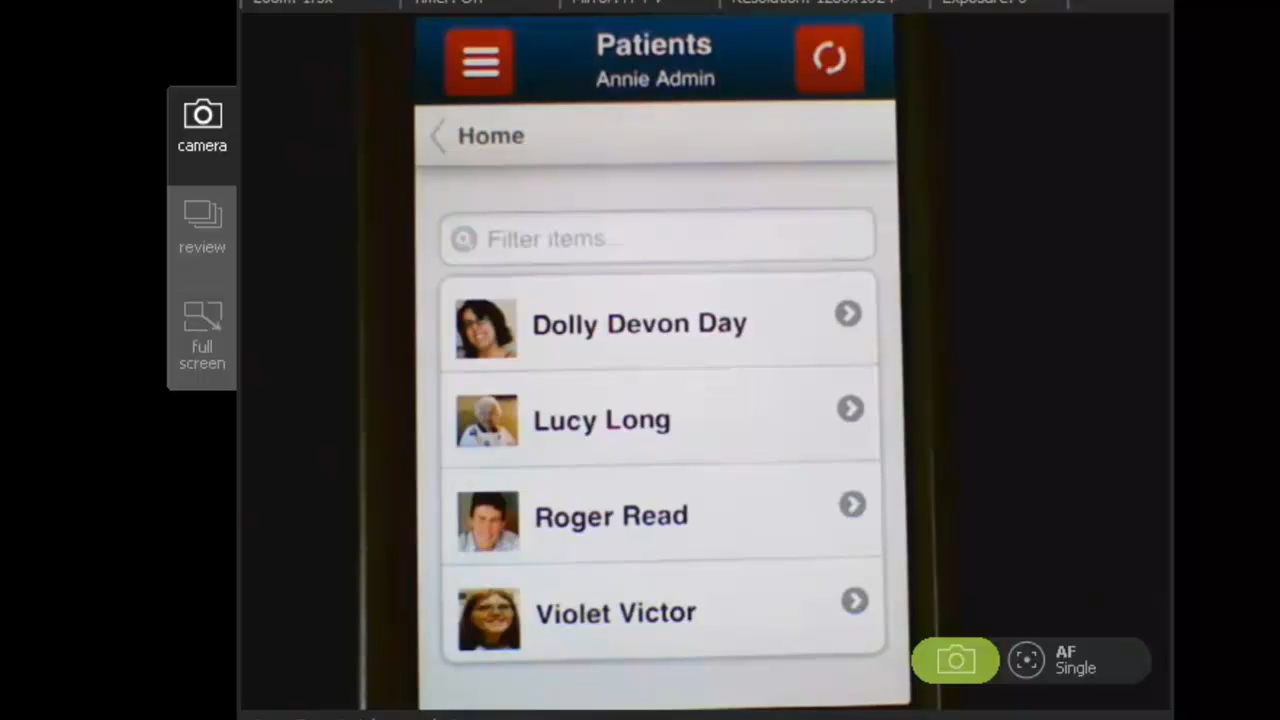 Patients
Annie Admin
Home
camera
Filter items...
review
Dolly Devon Day
full
screen
Lucy Long
Roger Read
Violet Victor
AF
Single